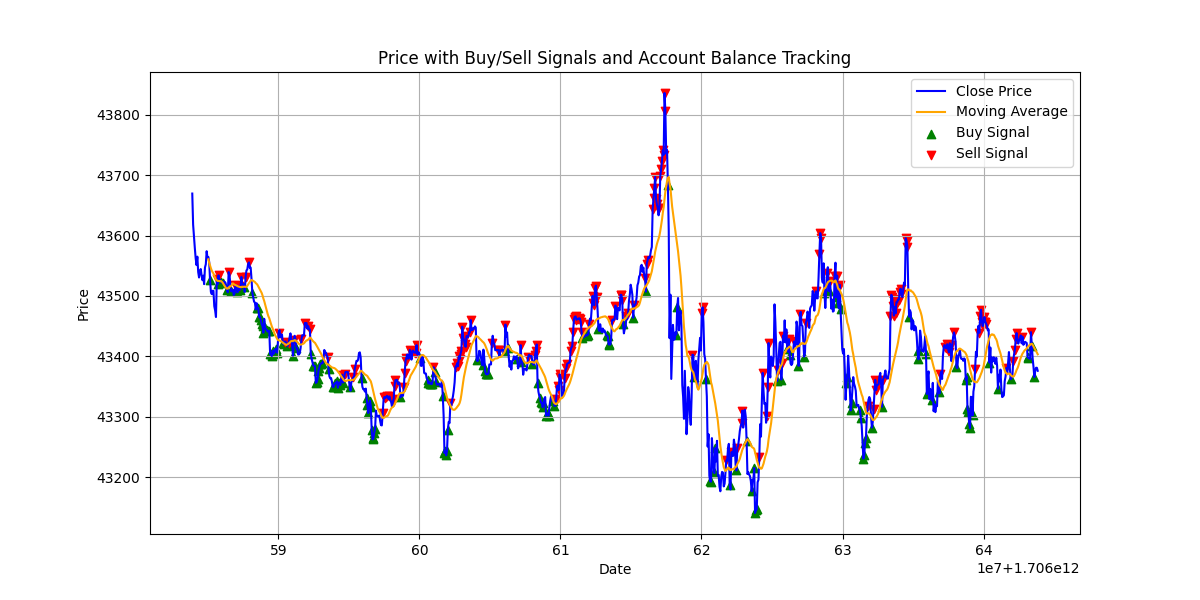 Price with Buy/Sell Signals and Account Balance Tracking
Close Price
Moving Average
Buy Signal
Sell Signal
43800
43700
43600
43500
43400
43300
43200
Price
59 60 61 62 63 64
Date
1e7+1.706e12